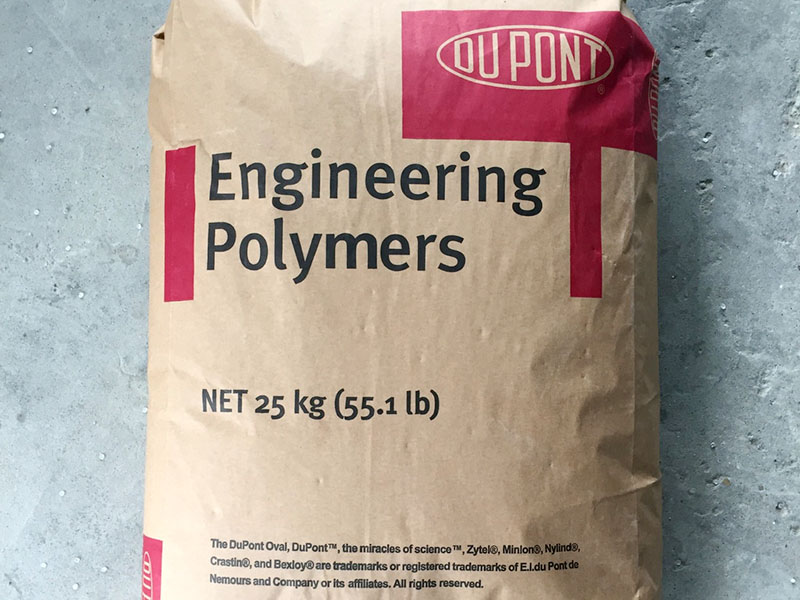 DU PONT
®
Engineering
Polymers
NET 25 kg (55.1 lb)
The DuPont Oval, DuPont™, the miracles of science™, Zytel®, Minlon®, Nylind®,
Crastin®, and Bexloy® are trademarks or registered trademarks of E.I.du Pont de
Nemours and Company or its affiliates. All rights reserved.